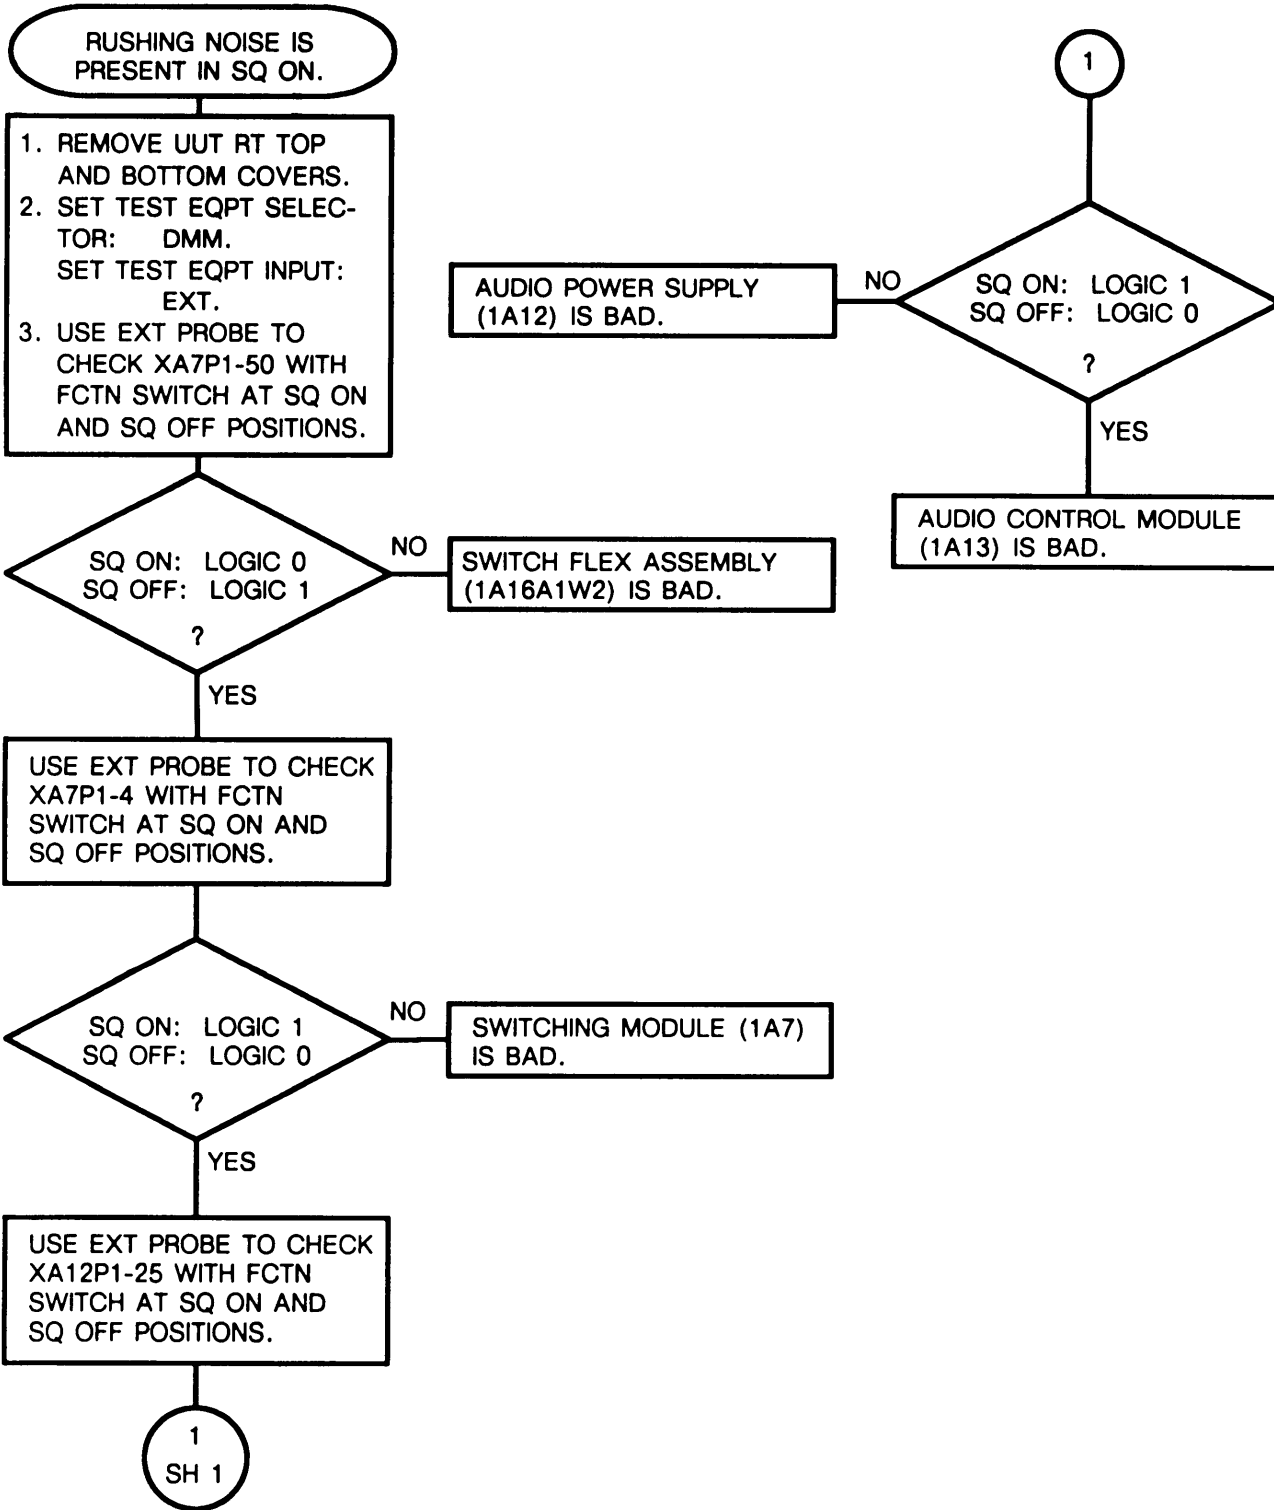 RUSHING NOISE IS
PRESENT IN SQ ON.
1. REMOVE UUT RT TOP
AND BOTTOM COVERS.
2. SET TEST EQPT SELEC-
TOR: DMM.
SET TEST EQPT INPUT:
EXT.
3. USE EXT PROBE TO
CHECK XA7P1-50 WITH
FCTN SWITCH AT SQ ON
AND SQ OFF POSITIONS.
SQ ON: LOGIC 0
SQ OFF: LOGIC 1
?
NO
SWITCH FLEX ASSEMBLY
(1A16A1W2) IS BAD.
YES
USE EXT PROBE TO CHECK
XA7P1-4 WITH FCTN
SWITCH AT SQ ON AND
SQ OFF POSITIONS.
SQ ON: LOGIC 1
SQ OFF: LOGIC 0
?
NO
SWITCHING MODULE (1A7)
IS BAD.
YES
USE EXT PROBE TO CHECK
XA12P1-25 WITH FCTN
SWITCH AT SQ ON AND
SQ OFF POSITIONS.
1
SH 1
1
SQ ON: LOGIC 1
SQ OFF: LOGIC 0
?
NO
AUDIO POWER SUPPLY
(1A12) IS BAD.
YES
AUDIO CONTROL MODULE
(1A13) IS BAD.